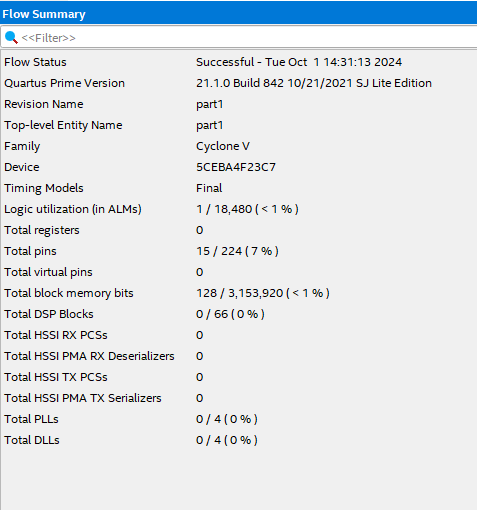 Flow Summary
<<Filter>>
Flow Status Successful - Tue Oct 1 14:31:13 2024
Quartus Prime Version 21.1.0 Build 842 10/21/2021 SJ Lite Edition
Revision Name part1
Top-level Entity Name part1
Family Cyclone V
Device 5CEBA4F23C7
Timing Models Final
Logic utilization (in ALMs) 1 / 18,480 ( < 1 % )
Total registers 0
Total pins 15 / 224 ( 7 % )
Total virtual pins 0
Total block memory bits 128 / 3,153,920 ( < 1 % )
Total DSP Blocks 0 / 66 ( 0 % )
Total HSSI RX PCSs 0
Total HSSI PMA RX Deserializers 0
Total HSSI TX PCSs 0
Total HSSI PMA TX Serializers 0
Total PLLs 0 / 4 ( 0 % )
Total DLLs 0 / 4 ( 0 % )